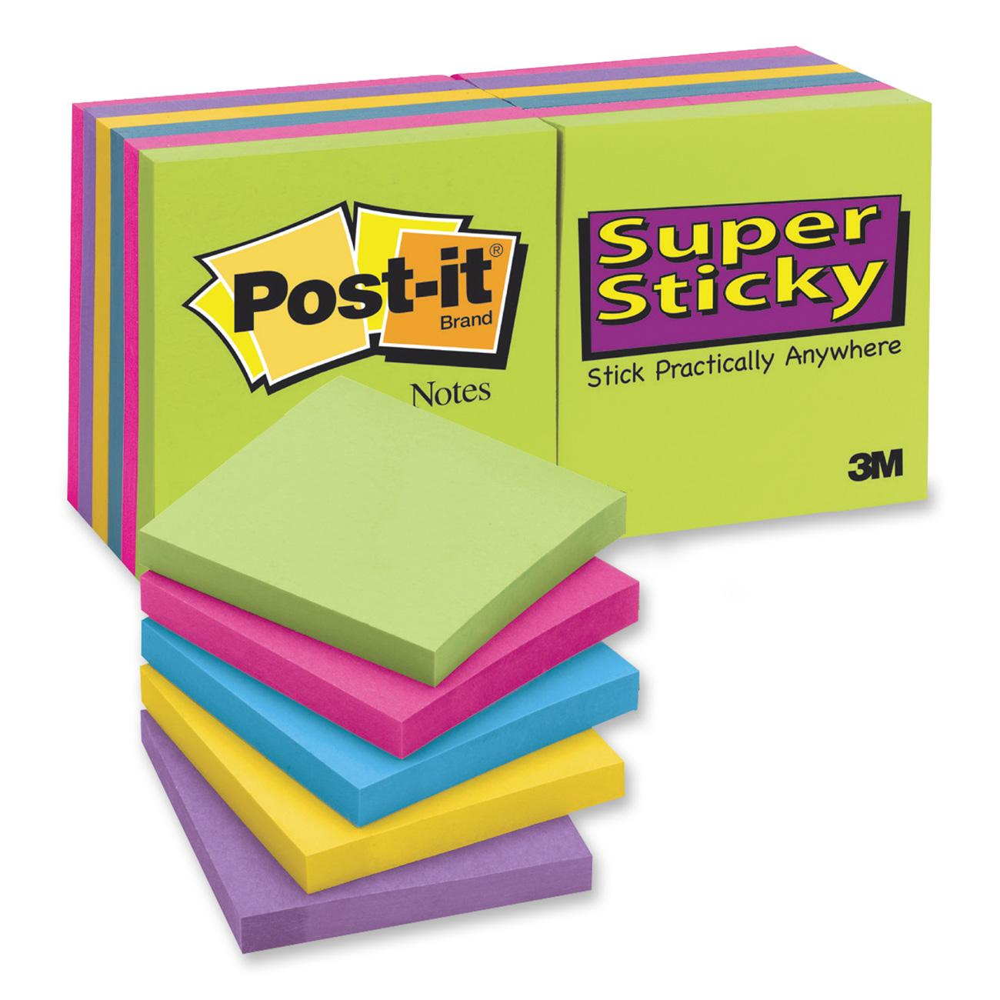 Post-it®
Brand
Notes
Super
Sticky
Stick Practically Anywhere
3M